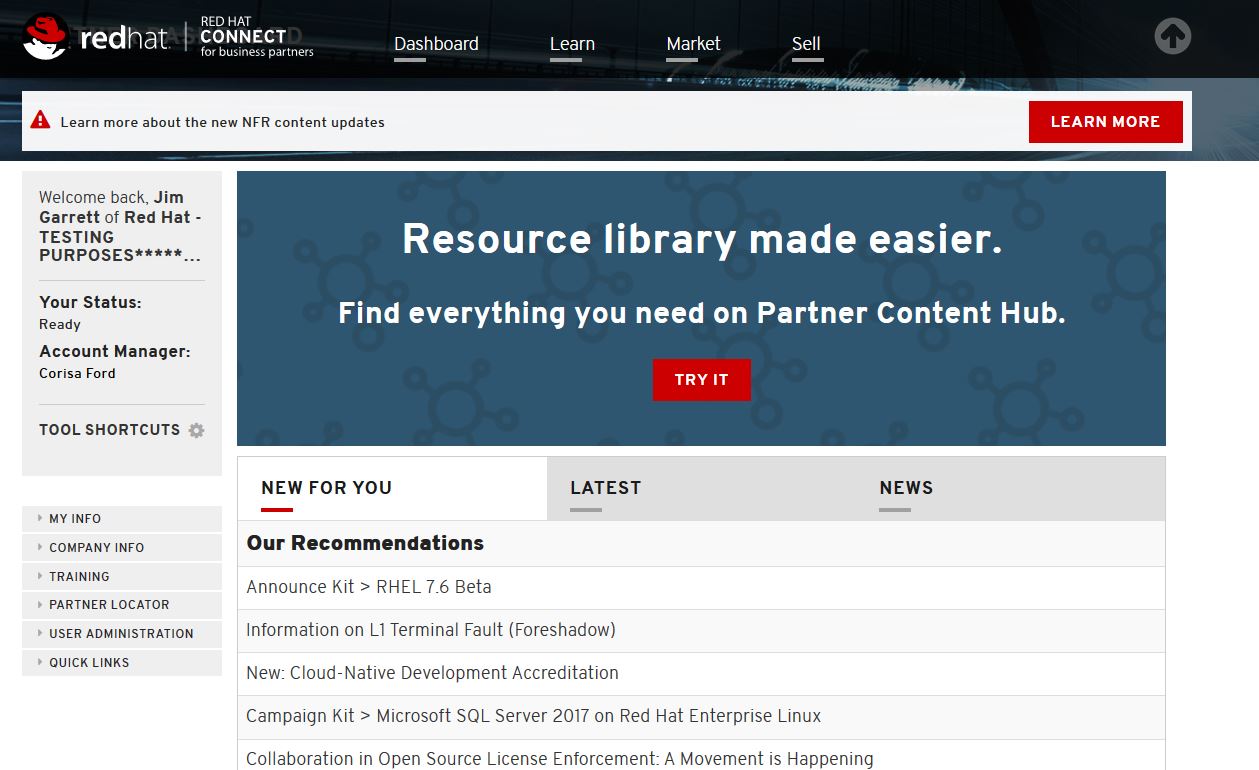 redhat.
RED HAT
CONNECT
for business partners
Dashboard
Learn
Market
Sell
Learn more about the new NFR content updates
LEARN MORE
Welcome back, Jim
Garrett of Red Hat -
TESTING
PURPOSES*****...
Your Status:
Ready
Account Manager:
Corisa Ford
TOOL SHORTCUTS
MY INFO
COMPANY INFO
TRAINING
PARTNER LOCATOR
USER ADMINISTRATION
QUICK LINKS
Resource library made easier.
Find everything you need on Partner Content Hub.
TRY IT
NEW FOR YOU
LATEST
NEWS
Our Recommendations
Announce Kit > RHEL 7.6 Beta
Information on L1 Terminal Fault (Foreshadow)
New: Cloud-Native Development Accreditation
Campaign Kit > Microsoft SQL Server 2017 on Red Hat Enterprise Linux
Collaboration in Open Source License Enforcement: A Movement is Happening